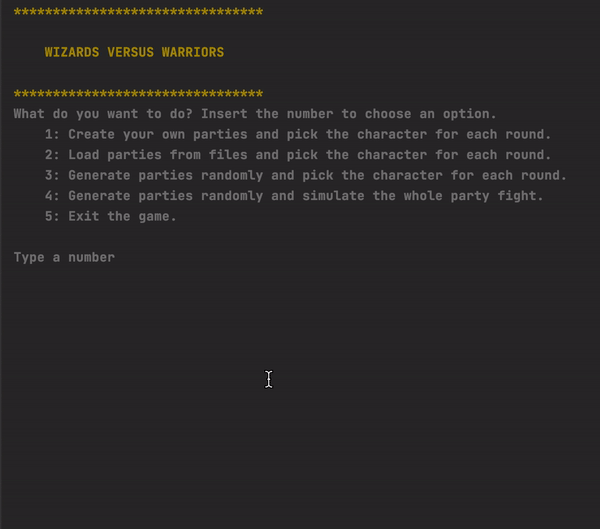 ********************************
WIZARDS VERSUS WARRIORS
********************************
What do you want to do? Insert the number to choose an option.
1: Create your own parties and pick the character for each round.
2: Load parties from files and pick the character for each round.
3: Generate parties randomly and pick the character for each round.
4: Generate parties randomly and simulate the whole party fight.
5: Exit the game.
Type a number